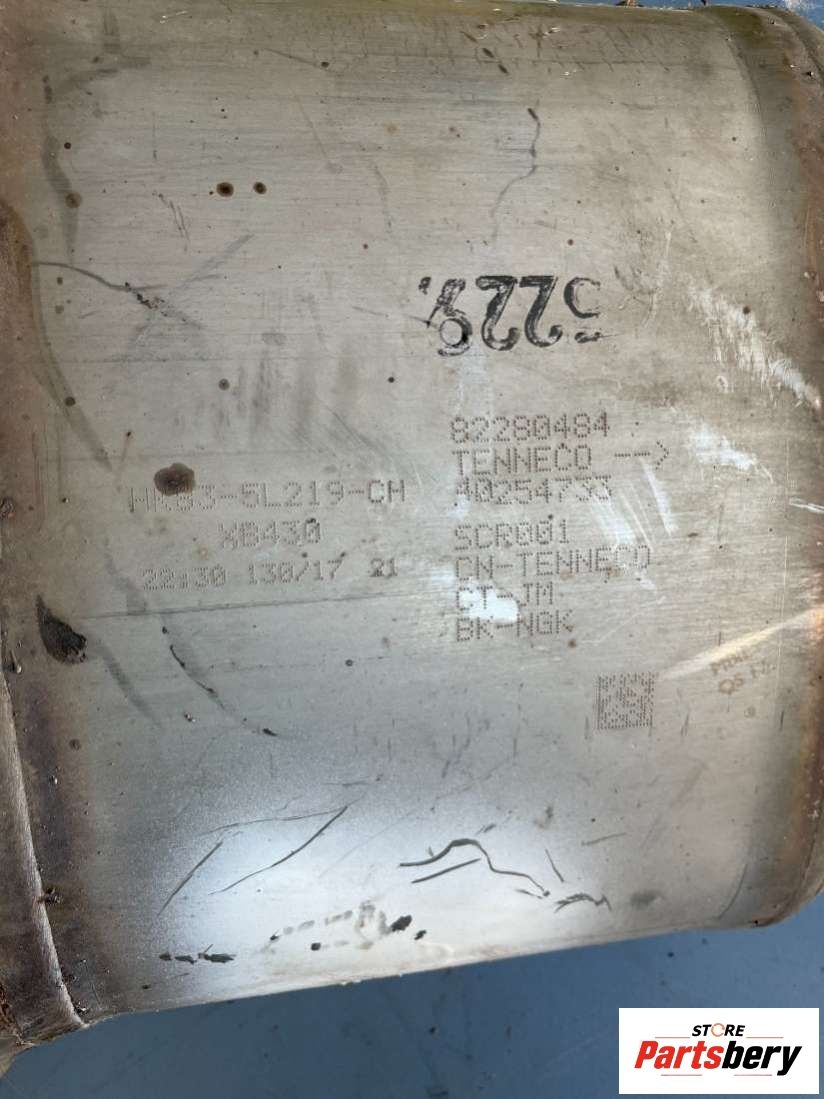 5229
82280484
TENNECO -->
40254733
HK83-5L219-CH
XB430
22:30 130/17 21
SCR001
CN-TENNECO
CT-JM
BK-NGK
STORE
Partsbery